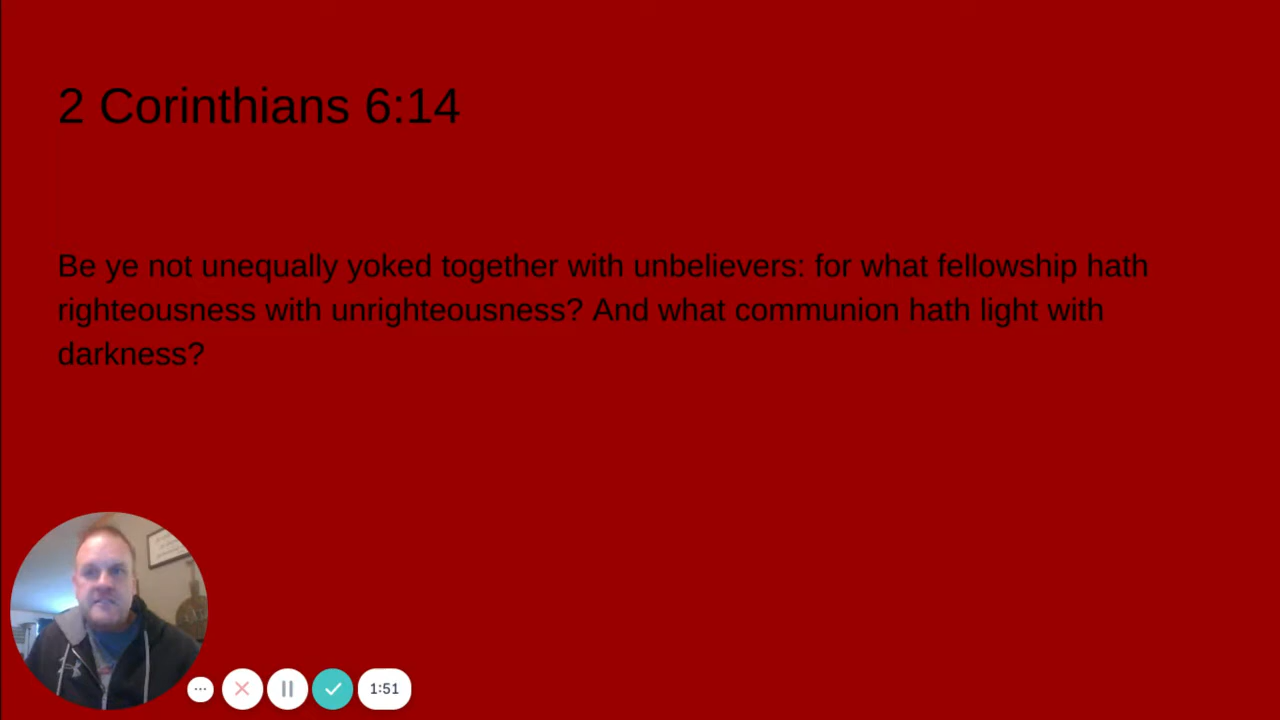 2 Corinthians 6:14
Be ye not unequally yoked together with unbelievers: for what fellowship hath
righteousness with unrighteousness? And what communion hath light with
darkness?
1:51